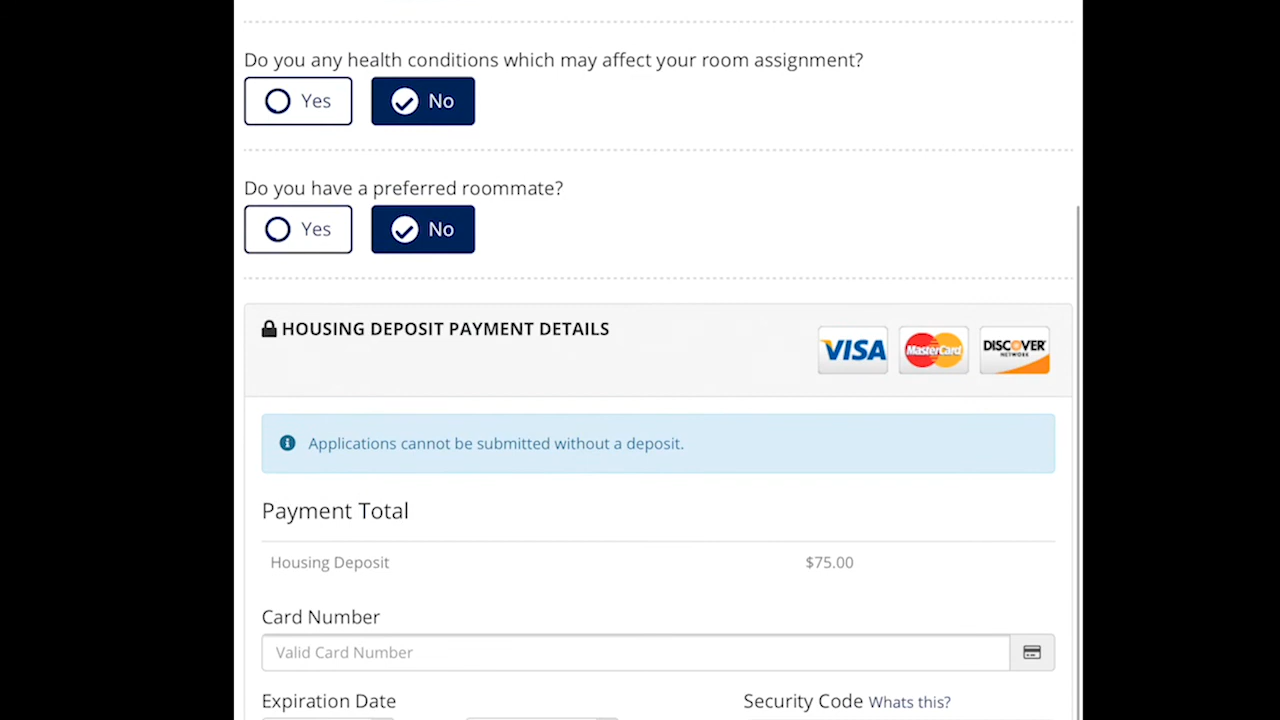 Do you any health conditions which may affect your room assignment?
Yes
No
Do you have a preferred roommate?
Yes
No
HOUSING DEPOSIT PAYMENT DETAILS
VISA
MasterCard
DISCOVER
NETWORK
Applications cannot be submitted without a deposit.
Payment Total
Housing Deposit $75.00
Card Number
Valid Card Number
Expiration Date
Security Code Whats this?